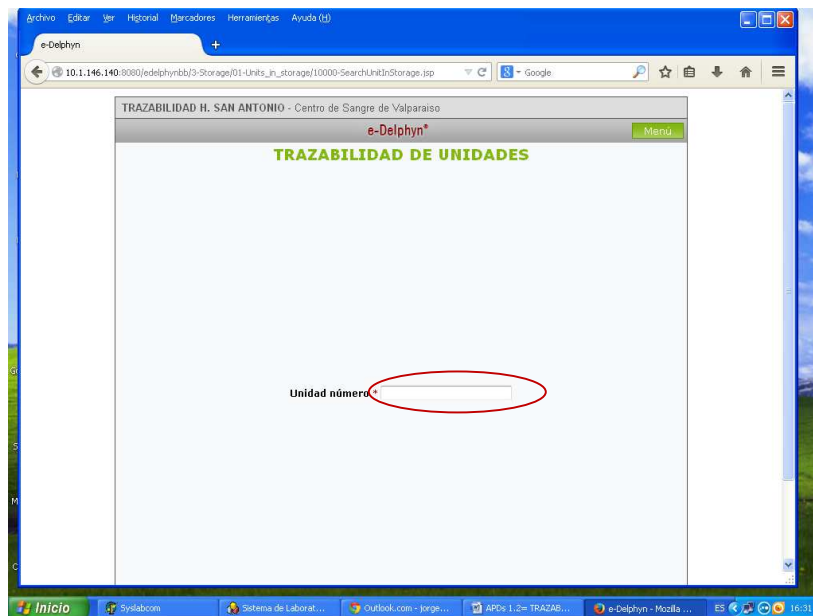 Archivo Editar Ver Historial Marcadores Herramientas Ayuda (H)
e-Delphyn
+
10.1.146.140:8080/edelphynbb/3-Storage/01-Units_in_storage/10000-SearchUnitInStorage.jsp
Google
TRAZABILIDAD H. SAN ANTONIO - Centro de Sangre de Valparaiso
e-Delphyn®
Menú
TRAZABILIDAD DE UNIDADES
Unidad número *
Inicio
Syslabcom
Sistema de Laborat...
Outlook.com - jorge...
APDs 1.2= TRAZAB...
e-Delphyn - Mozilla ...
ES
16:31